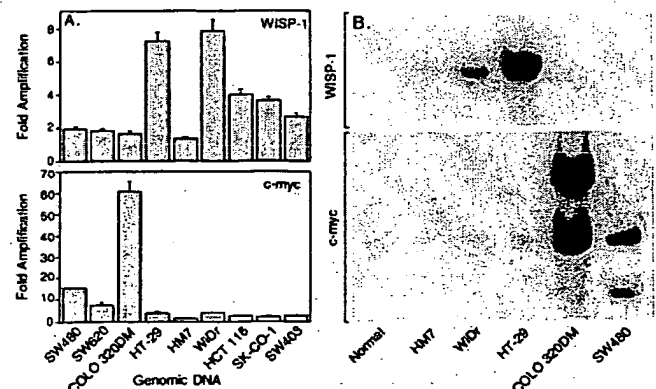 A.
WISP-1
Fold Amplification
8
6
4
2
0
c-myc
Fold Amplification
70
60
50
40
30
20
10
0
SW480
SW620
COLO 320DM
HT-29
HM7
WiDr
HCT 116
SK-CO-1
SW403
Genomic DNA
B.
WISP-1
c-myc
Normal
HM7
WiDr
HT-29
COLO 320DM
SW480